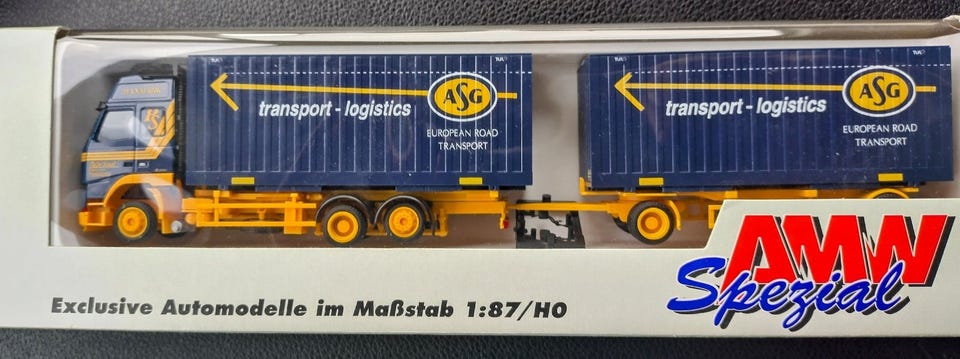 transport - logistics
ASG
EUROPEAN ROAD
TRANSPORT
transport - logistics
ASG
EUROPEAN ROAD
TRANSPORT
AMW
Spezial
Exclusive Automodelle im Maßstab 1:87/H0